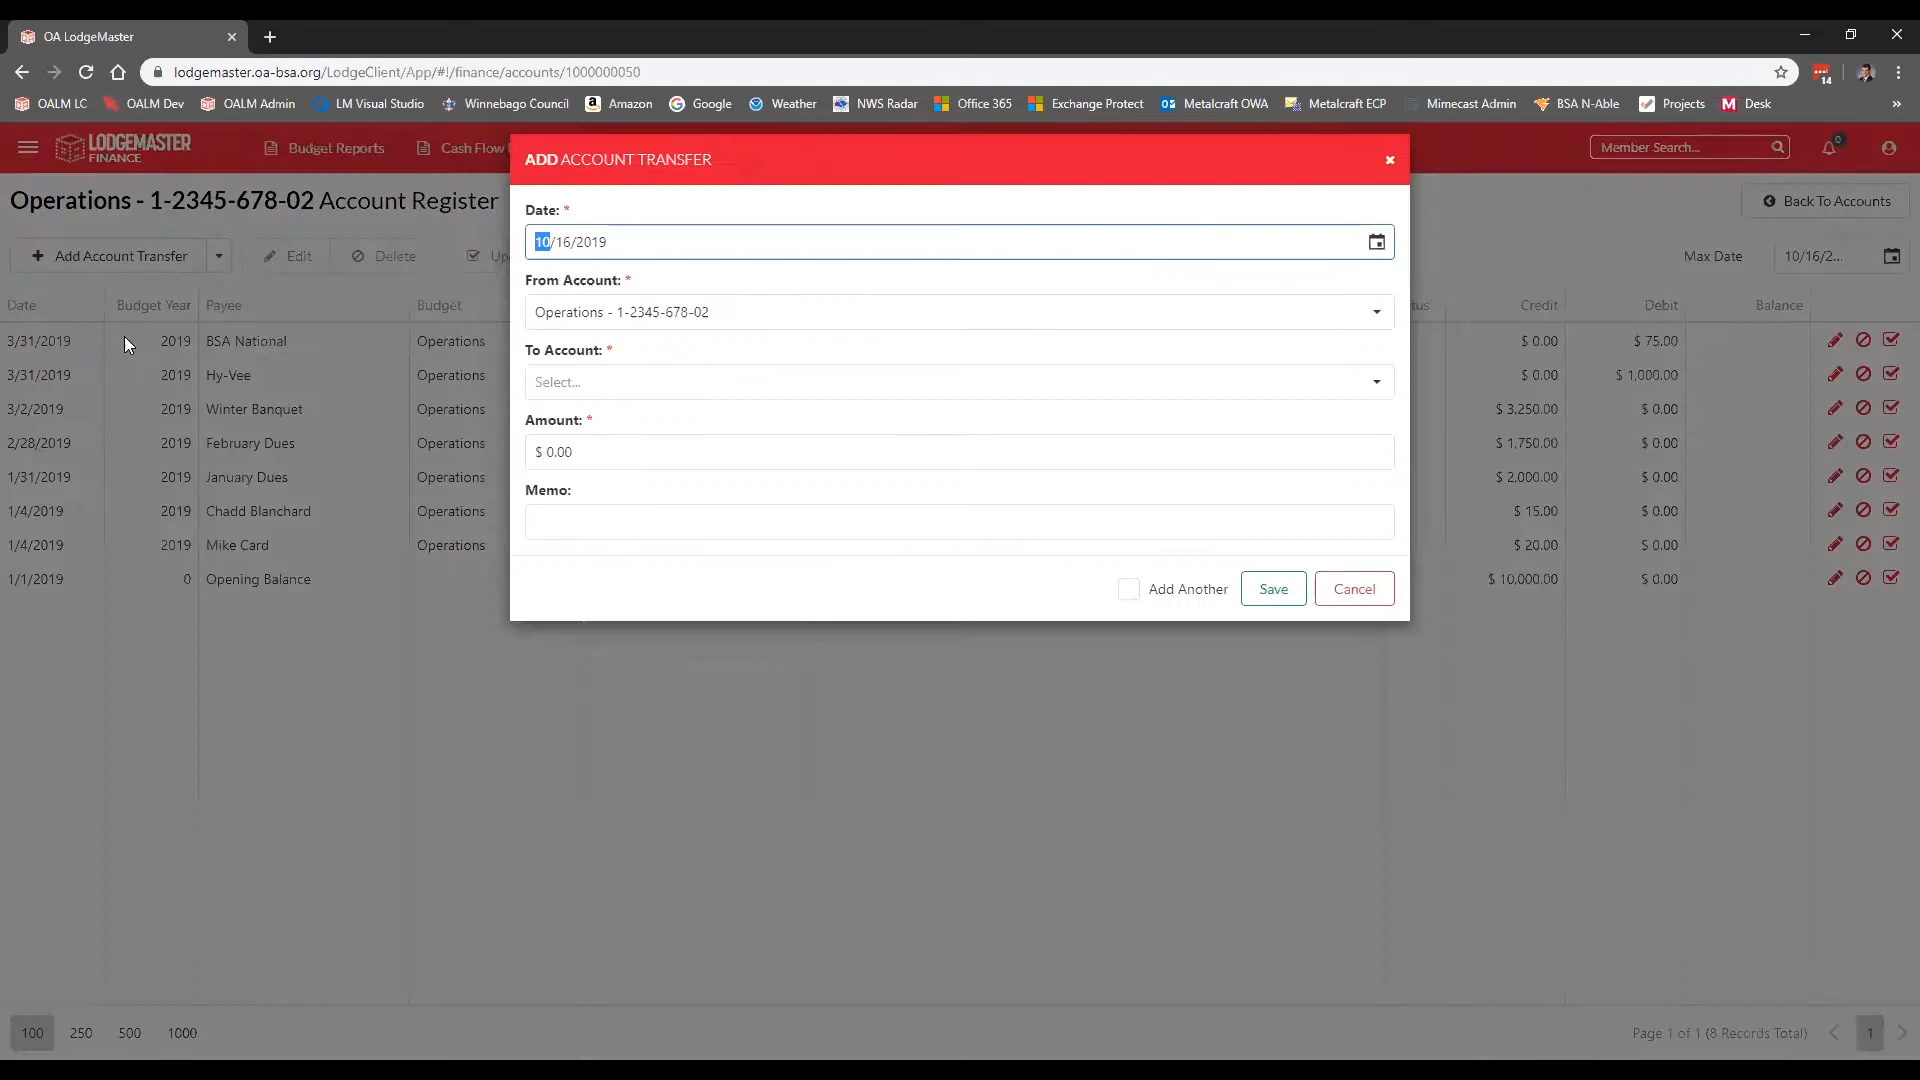 OA LodgeMaster
lodgemaster.oa-bsa.org/LodgeClient/App/#!/finance/accounts/1000000050
14
OALM LC OALM Dev OALM Admin LM Visual Studio Winnebago Council Amazon Google Weather NWS Radar Office 365 Exchange Protect Metalcraft OWA Metalcraft ECP Mimecast Admin BSA N-Able Projects Desk
LODGEMASTER
FINANCE
Budget Reports Cash Flow
Member Search...
0
ADD ACCOUNT TRANSFER
Operations - 1-2345-678-02 Account Register
Back To Accounts
Add Account Transfer Edit Delete
Max Date 10/16/2...
Date: *
10/16/2019
From Account: *
Operations - 1-2345-678-02
To Account: *
Select...
Amount: *
$ 0.00
Memo:
Add Another Save Cancel
Date Budget Year Payee Budget Credit Debit Balance
3/31/2019 2019 BSA National Operations $ 0.00 $ 75.00
3/31/2019 2019 Hy-Vee Operations $ 0.00 $ 1,000.00
3/2/2019 2019 Winter Banquet Operations $ 3,250.00 $ 0.00
2/28/2019 2019 February Dues Operations $ 1,750.00 $ 0.00
1/31/2019 2019 January Dues Operations $ 2,000.00 $ 0.00
1/4/2019 2019 Chadd Blanchard Operations $ 15.00 $ 0.00
1/4/2019 2019 Mike Card Operations $ 20.00 $ 0.00
1/1/2019 0 Opening Balance $ 10,000.00 $ 0.00
100 250 500 1000
Page 1 of 1 (8 Records Total) 1